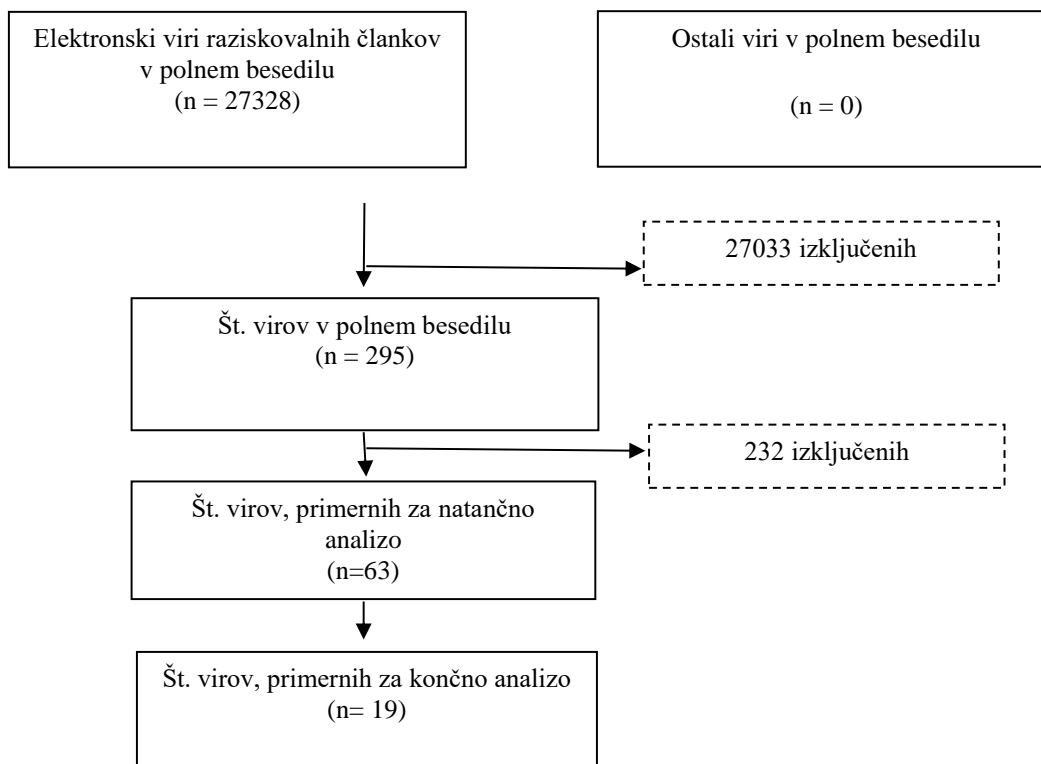 Elektronski viri raziskovalnih člankov
v polnem besedilu
(n = 27328)
Ostali viri v polnem besedilu
(n = 0)
27033 izključenih
Št. virov v polnem besedilu
(n = 295)
232 izključenih
Št. virov, primernih za natančno
analizo
(n=63)
Št. virov, primernih za končno analizo
(n= 19)